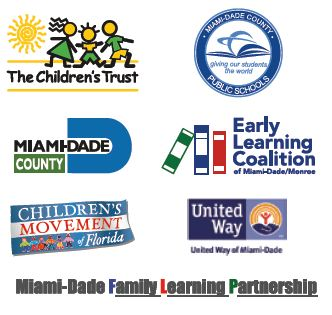 The Children's Trust
MIAMI-DADE COUNTY
giving our students
the world
PUBLIC SCHOOLS
MIAMI-DADE
COUNTY
Early
Learning
Coalition
of Miami-Dade/Monroe
CHILDREN'S
MOVEMENT
of Florida
United
Way
United Way of Miami-Dade
Miami-Dade Family Learning Partnership